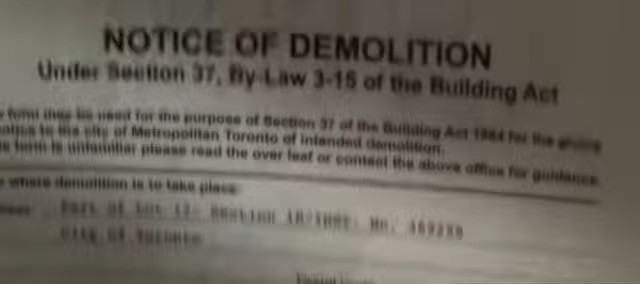 NOTICE OF DEMOLITION
Under Section 37, By-Law 3-15 of the Building Act
form may be used for the purpose of Section 37 of the Building Act 1984 for the giving
notice to the city of Metropolitan Toronto of intended demolition.
form is unfamiliar please read the over leaf or contact the above office for guidance.
where demolition is to take place
Part of Lot
City of Toronto